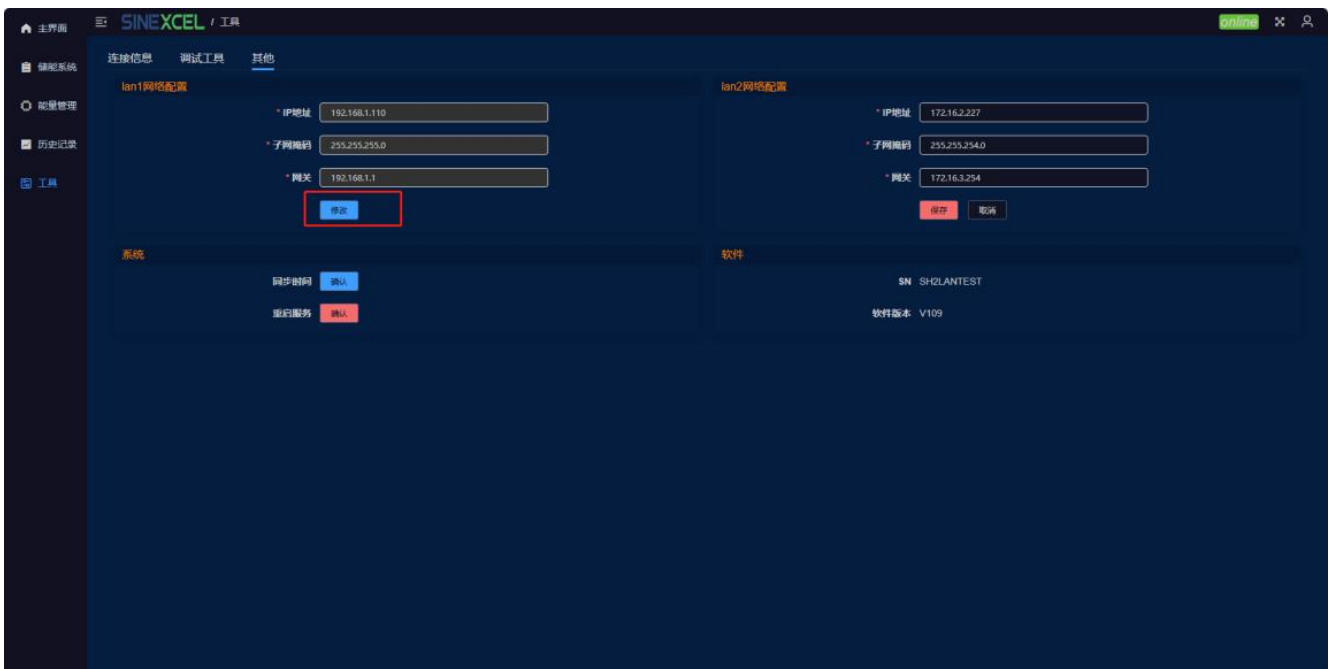 主界面
SINEXCEL / 工具
online
储能系统
能量管理
历史记录
工具
连接信息 调试工具 其他
lan1网络配置
* IP地址 192.168.1.110
* 子网掩码 255.255.255.0
* 网关 192.168.1.1
修改
lan2网络配置
* IP地址 172.16.2.227
* 子网掩码 255.255.254.0
* 网关 172.16.3.254
保存 取消
系统
同步时间 确认
重启服务 确认
软件
SN SH2LANTEST
软件版本 V109